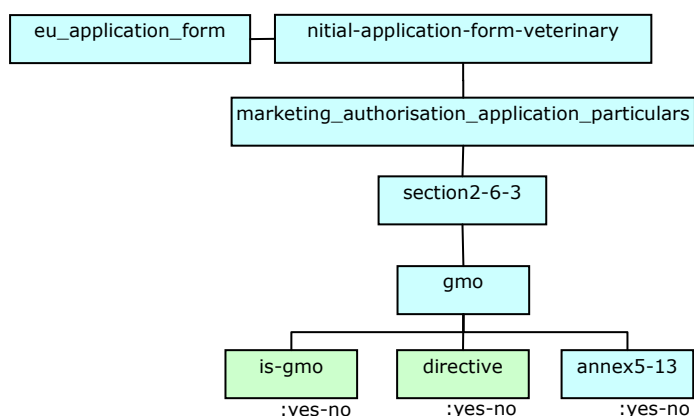 eu_application_form nitial-application-form-veterinary
marketing_authorisation_application_particulars
section2-6-3
gmo
is-gmo directive annex5-13
:yes-no :yes-no :yes-no